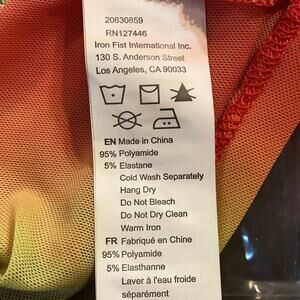 20630859
RN127446
Iron Fist International Inc.
130 S. Anderson Street
Los Angeles, CA 90033
EN Made in China
95% Polyamide
5% Elastane
Cold Wash Separately
Hang Dry
Do Not Bleach
Do Not Dry Clean
Warm Iron
FR Fabriqué en Chine
95% Polyamide
5% Elasthanne
Laver à l'eau froide
séparément